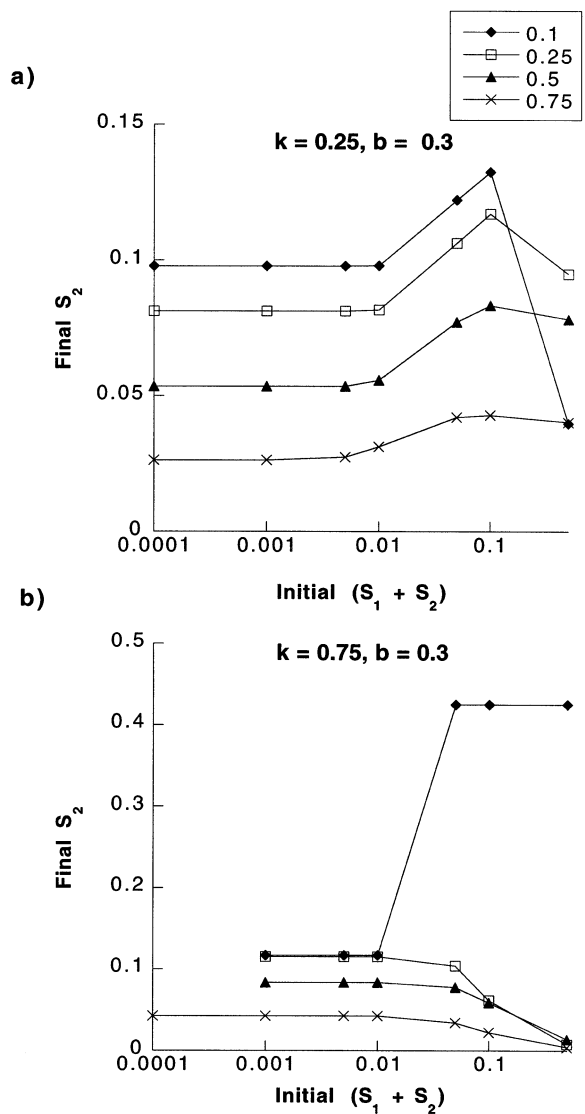 0.1
0.25
0.5
0.75
a)
k = 0.25, b = 0.3
0.15
0.1
0.05
0
Final S₂
0.0001 0.001 0.01 0.1
Initial (S₁ + S₂)
b)
k = 0.75, b = 0.3
0.5
0.4
0.3
0.2
0.1
0
Final S₂
0.0001 0.001 0.01 0.1
Initial (S₁ + S₂)